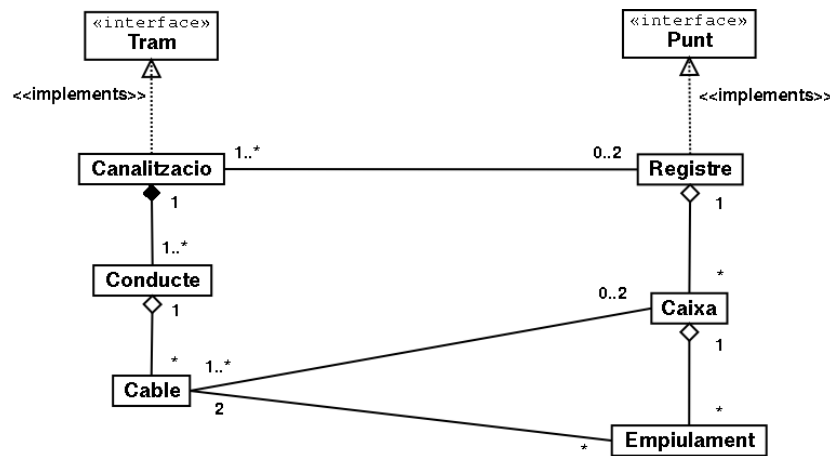 «interface»
Tram
«interface»
Punt
<<implements>>
<<implements>>
Canalitzacio
1..*
0..2
Registre
1
1
1..*
*
Conducte
1
0..2
Caixa
1
*
1..*
Cable
2
*
*
Empiulament